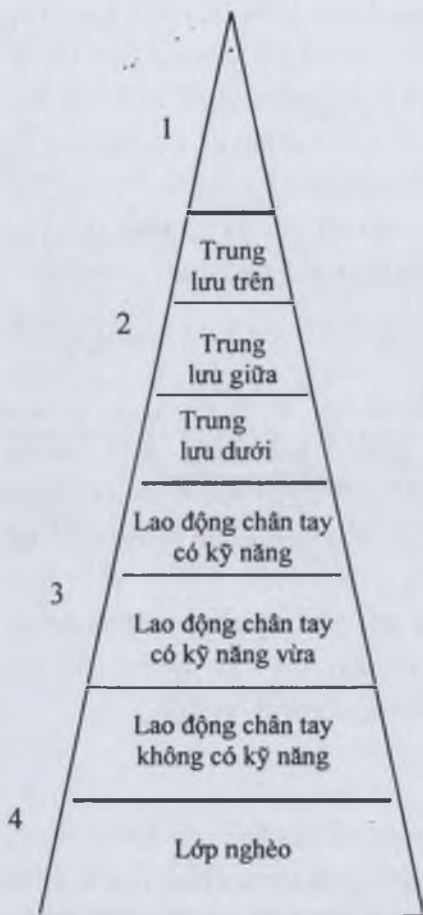 1
Trung
lưu trên
2
Trung
lưu giữa
Trung
lưu dưới
Lao động chân tay
có kỹ năng
3
Lao động chân tay
có kỹ năng vừa
Lao động chân tay
không có kỹ năng
4
Lớp nghèo